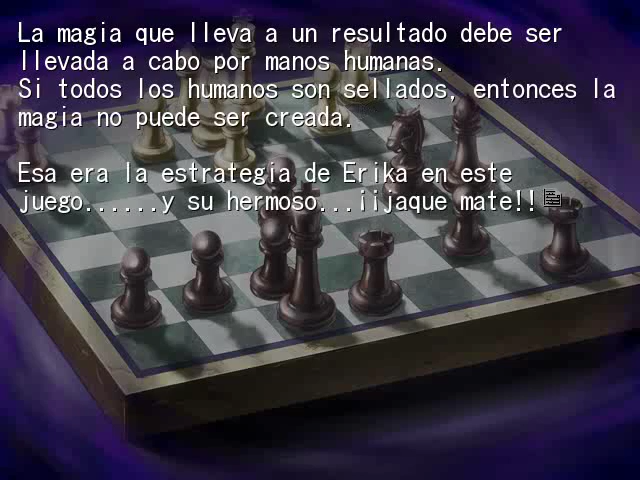 La magia que lleva a un resultado debe ser
llevada a cabo por manos humanas.
Si todos los humanos son sellados, entonces la
magia no puede ser creada.
Esa era la estrategia de Erika en este
juego......y su hermoso...¡¡jaque mate!!